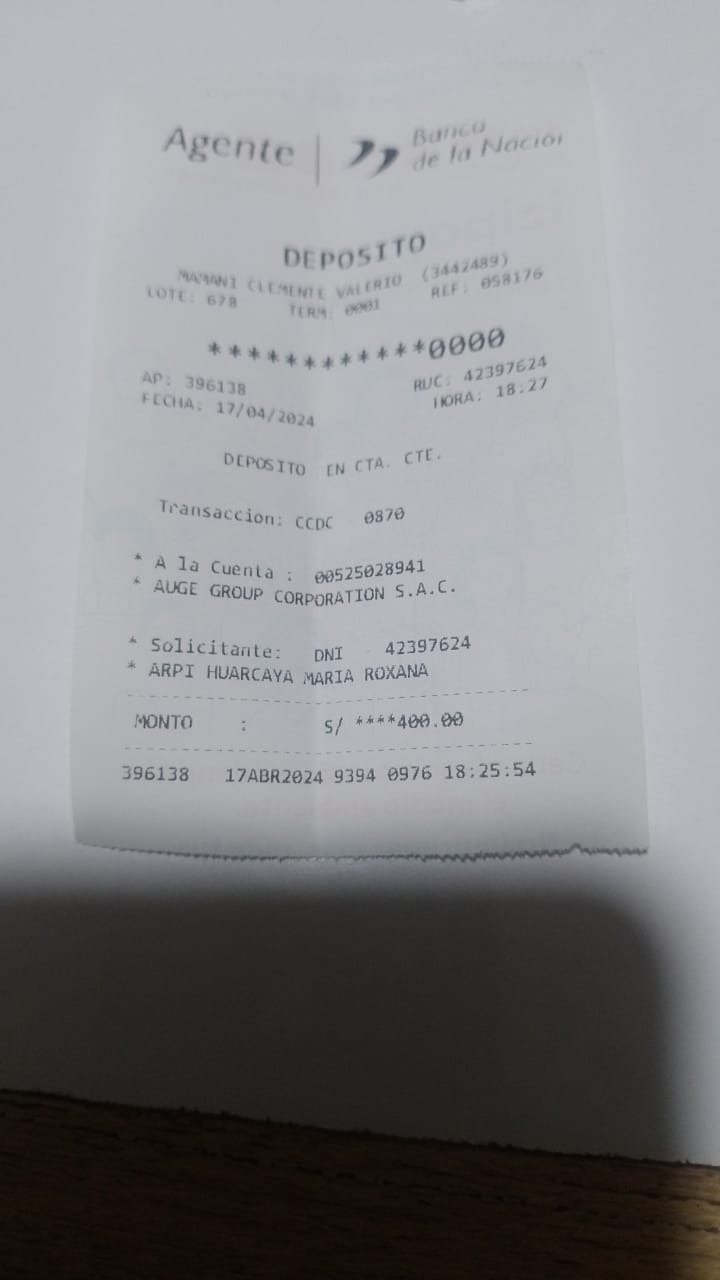 Agente | Banco
de la Nación
DEPOSITO
MAMANI CLEMENTE VALERIO (3442489)
LOTE: 678 TERM: 0001 REF: 058176
************0000
AP: 396138 RUC: 42397624
FECHA: 17/04/2024 HORA: 18:27
DEPOSITO EN CTA. CTE.
Transaccion: CCDC 0870
* A la Cuenta : 00525028941
* AUGE GROUP CORPORATION S.A.C.
* Solicitante: DNI 42397624
* ARPI HUARCAYA MARIA ROXANA
MONTO : S/ ****400.00
396138 17ABR2024 9394 0976 18:25:54